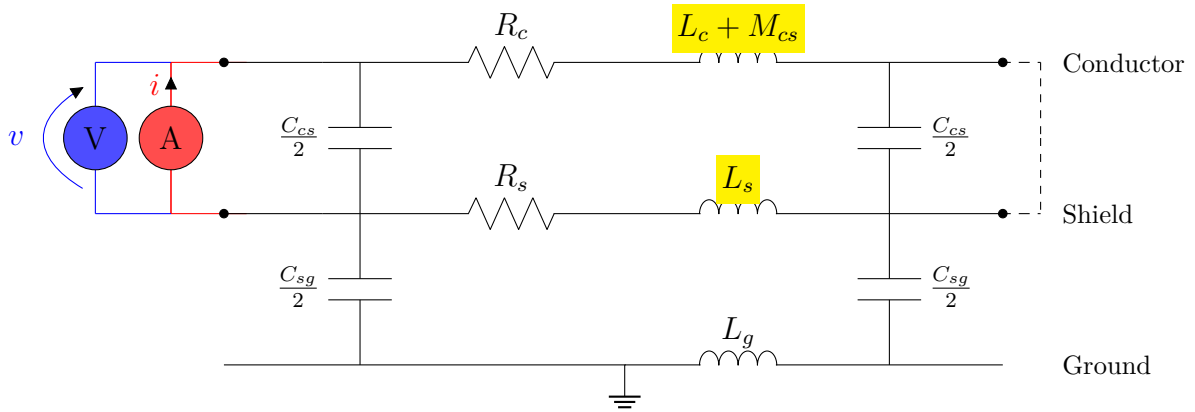 R_c
L_c + M_cs
Conductor
i
v
V
A
C_cs/2
C_cs/2
R_s
L_s
Shield
C_sg/2
C_sg/2
L_g
Ground